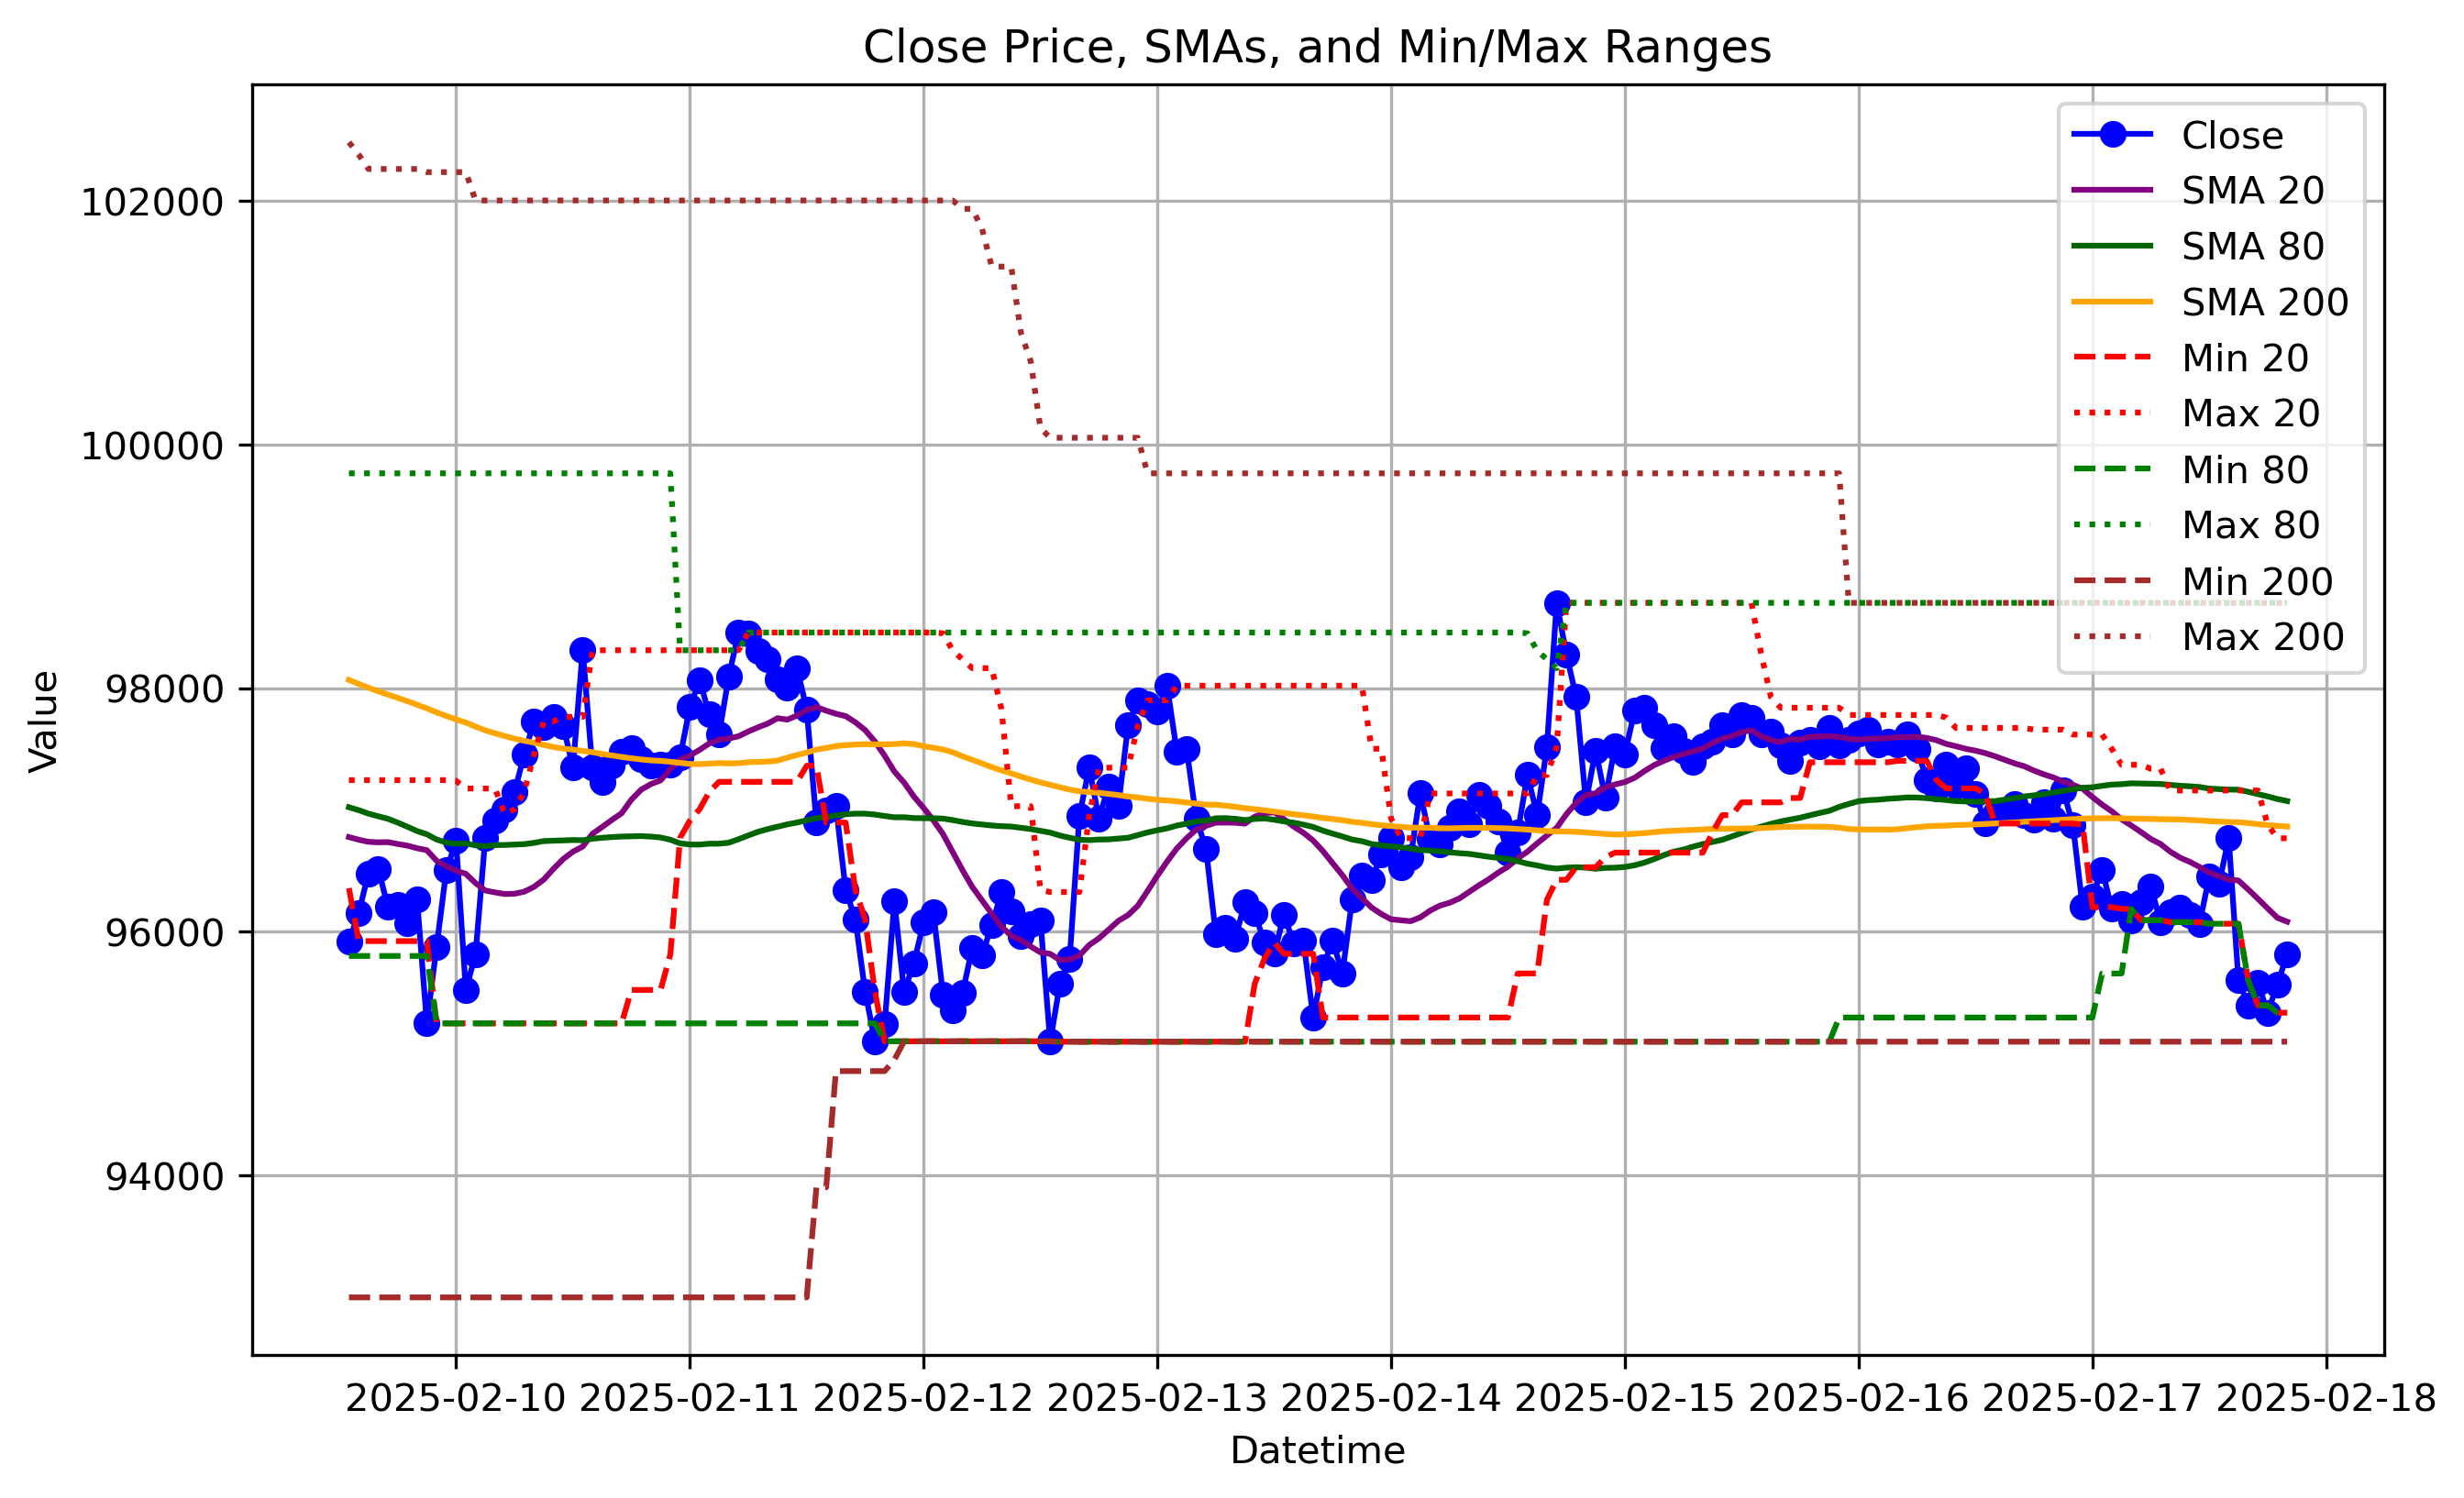 Close Price, SMAs, and Min/Max Ranges
Close
SMA 20
SMA 80
SMA 200
Min 20
Max 20
Min 80
Max 80
Min 200
Max 200
Value
102000
100000
98000
96000
94000
2025-02-10 2025-02-11 2025-02-12 2025-02-13 2025-02-14 2025-02-15 2025-02-16 2025-02-17 2025-02-18
Datetime